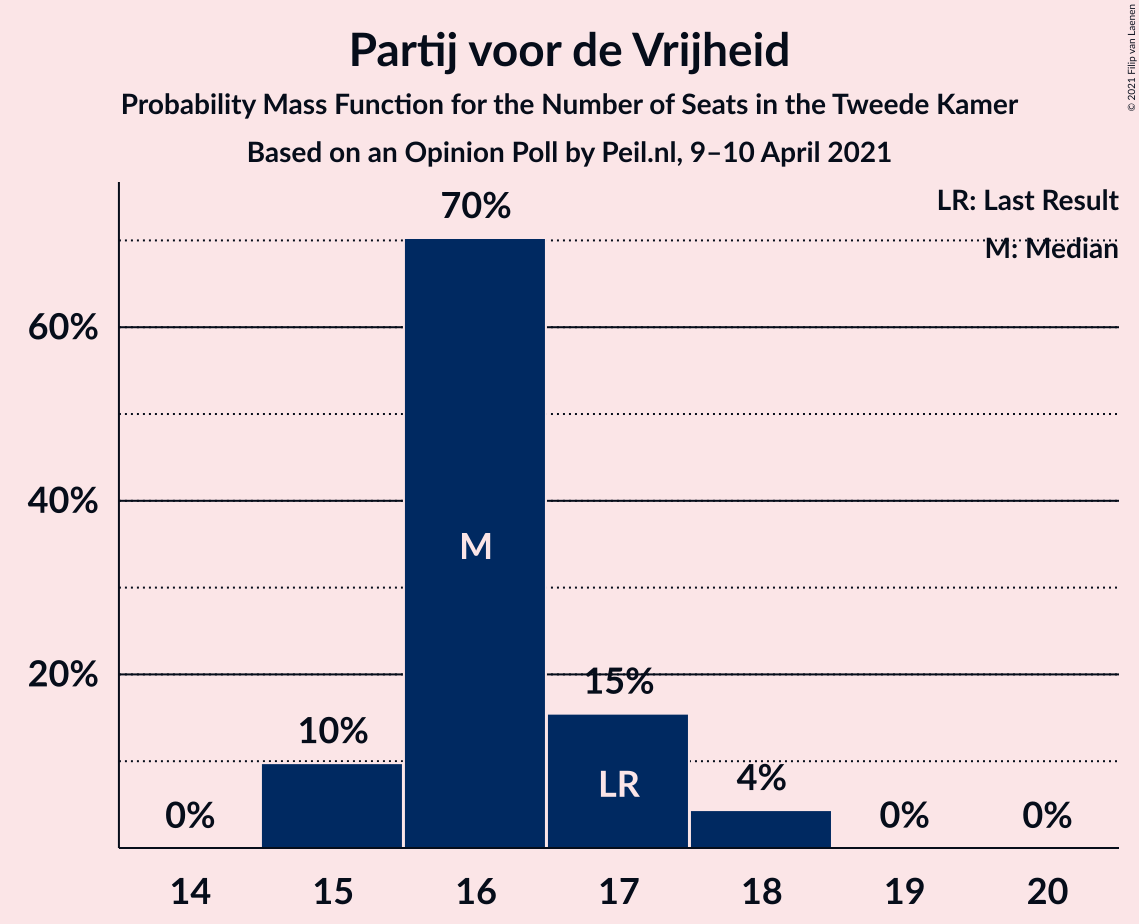 Partij voor de Vrijheid
Probability Mass Function for the Number of Seats in the Tweede Kamer
Based on an Opinion Poll by Peil.nl, 9–10 April 2021
© 2021 Filip van Laenen
LR: Last Result
M: Median
70%
60%
40%
M
20%
15%
10%
LR
4%
0%
0%
0%
14
15
16
17
18
19
20